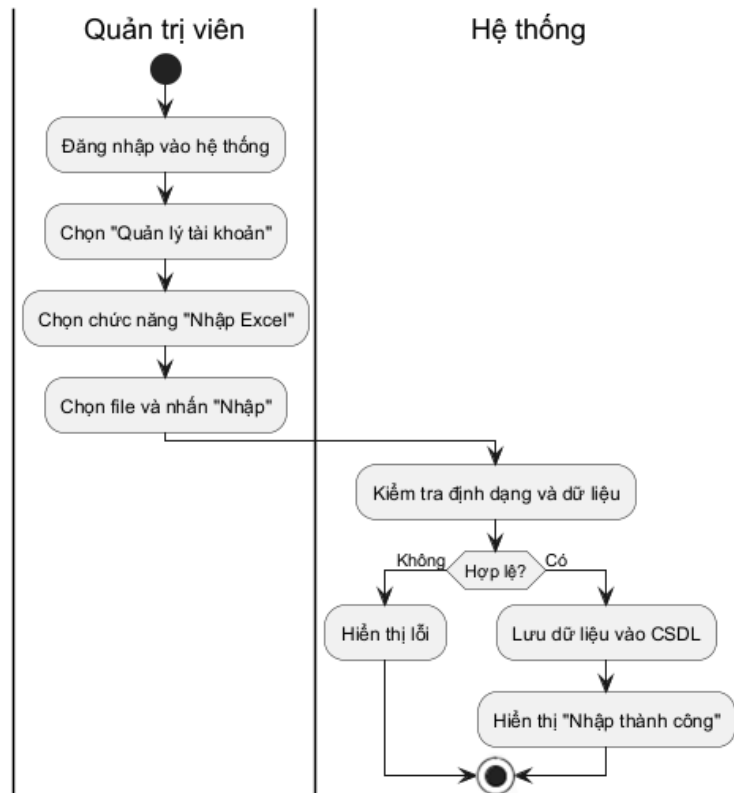 Quản trị viên
Hệ thống
Đăng nhập vào hệ thống
Chọn "Quản lý tài khoản"
Chọn chức năng "Nhập Excel"
Chọn file và nhấn "Nhập"
Kiểm tra định dạng và dữ liệu
Không
Hợp lệ?
Có
Hiển thị lỗi
Lưu dữ liệu vào CSDL
Hiển thị "Nhập thành công"